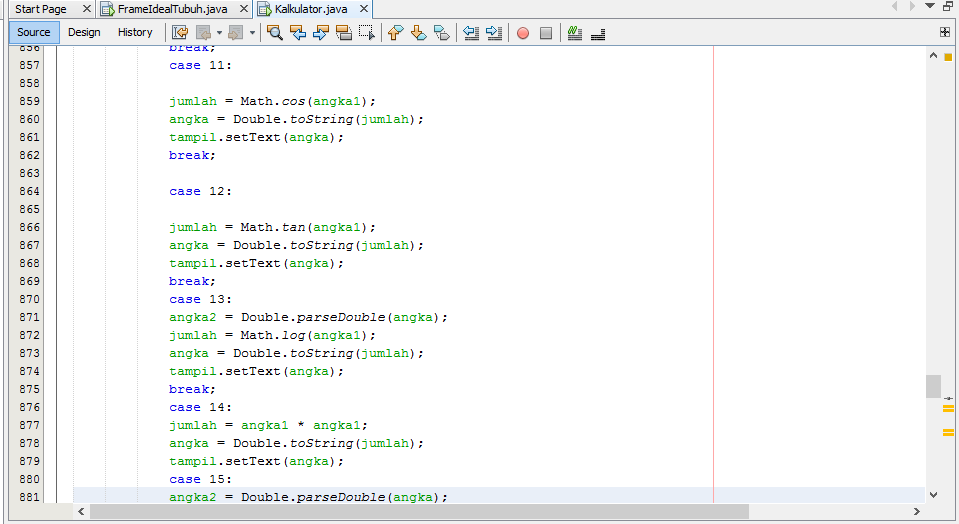 Start Page FrameIdealTubuh.java Kalkulator.java
Source Design History
856 break;
857 case 11:
858
859 jumlah = Math.cos(angka1);
860 angka = Double.toString(jumlah);
861 tampil.setText(angka);
862 break;
863
864 case 12:
865
866 jumlah = Math.tan(angka1);
867 angka = Double.toString(jumlah);
868 tampil.setText(angka);
869 break;
870 case 13:
871 angka2 = Double.parseDouble(angka);
872 jumlah = Math.log(angka1);
873 angka = Double.toString(jumlah);
874 tampil.setText(angka);
875 break;
876 case 14:
877 jumlah = angka1 * angka1;
878 angka = Double.toString(jumlah);
879 tampil.setText(angka);
880 case 15:
881 angka2 = Double.parseDouble(angka);